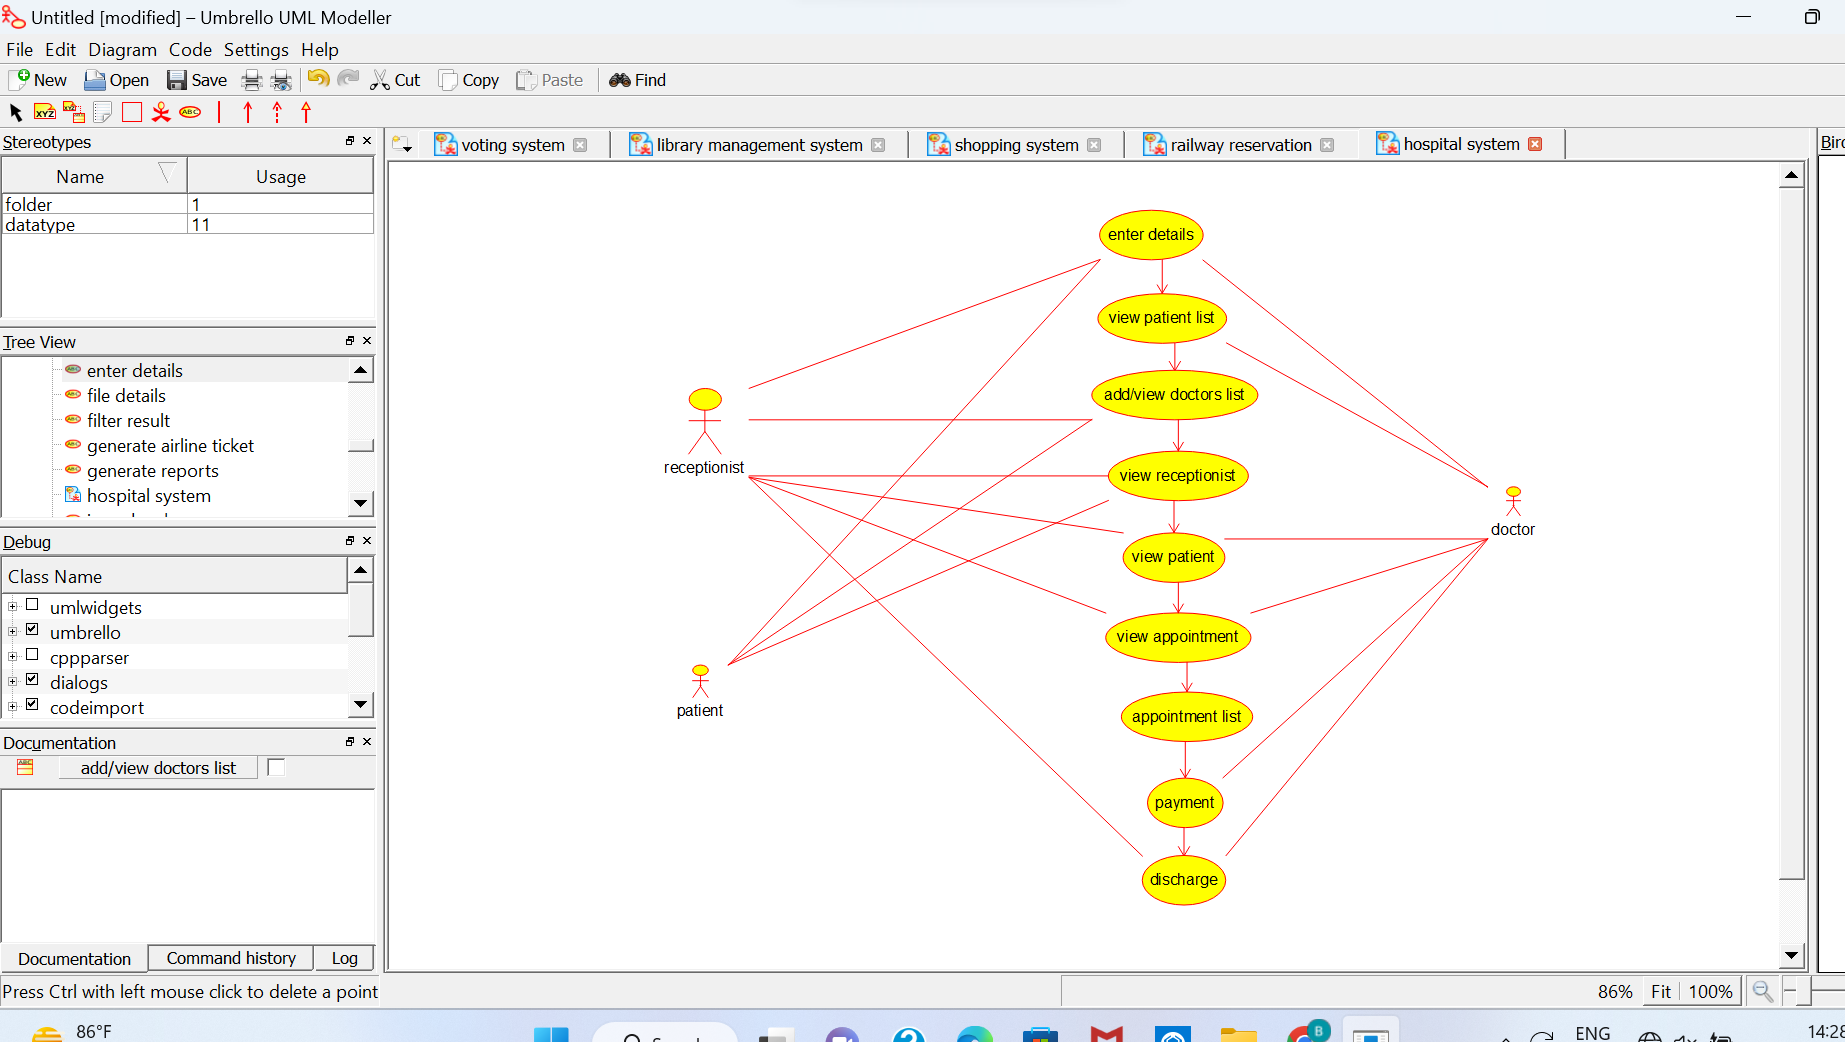 Untitled [modified] – Umbrello UML Modeller
File Edit Diagram Code Settings Help
New Open Save Cut Copy Paste Find
XYZ XYZ ABC
Stereotypes
Name Usage
folder 1
datatype 11
Tree View
enter details
file details
filter result
generate airline ticket
generate reports
hospital system
Debug
Class Name
umlwidgets
umbrello
cppparser
dialogs
codeimport
Documentation
ABC add/view doctors list
Documentation Command history Log
Press Ctrl with left mouse click to delete a point
voting system library management system shopping system railway reservation hospital system
enter details
view patient list
add/view doctors list
view receptionist
view patient
view appointment
appointment list
payment
discharge
receptionist
patient
doctor
86% Fit 100%
86°F
B
ENG